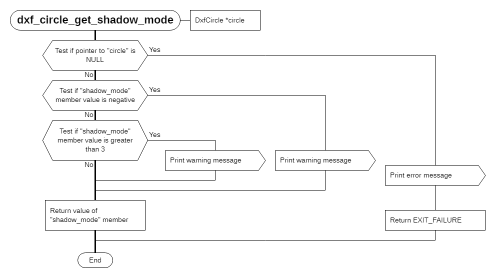 dxf_circle_get_shadow_mode
DxfCircle *circle
Test if pointer to "circle" is
NULL
Yes
No
Test if "shadow_mode"
member value is negative
Yes
No
Test if "shadow_mode"
member value is greater
than 3
Yes
No
Print warning message
Print warning message
Print error message
Return value of
"shadow_mode" member
Return EXIT_FAILURE
End